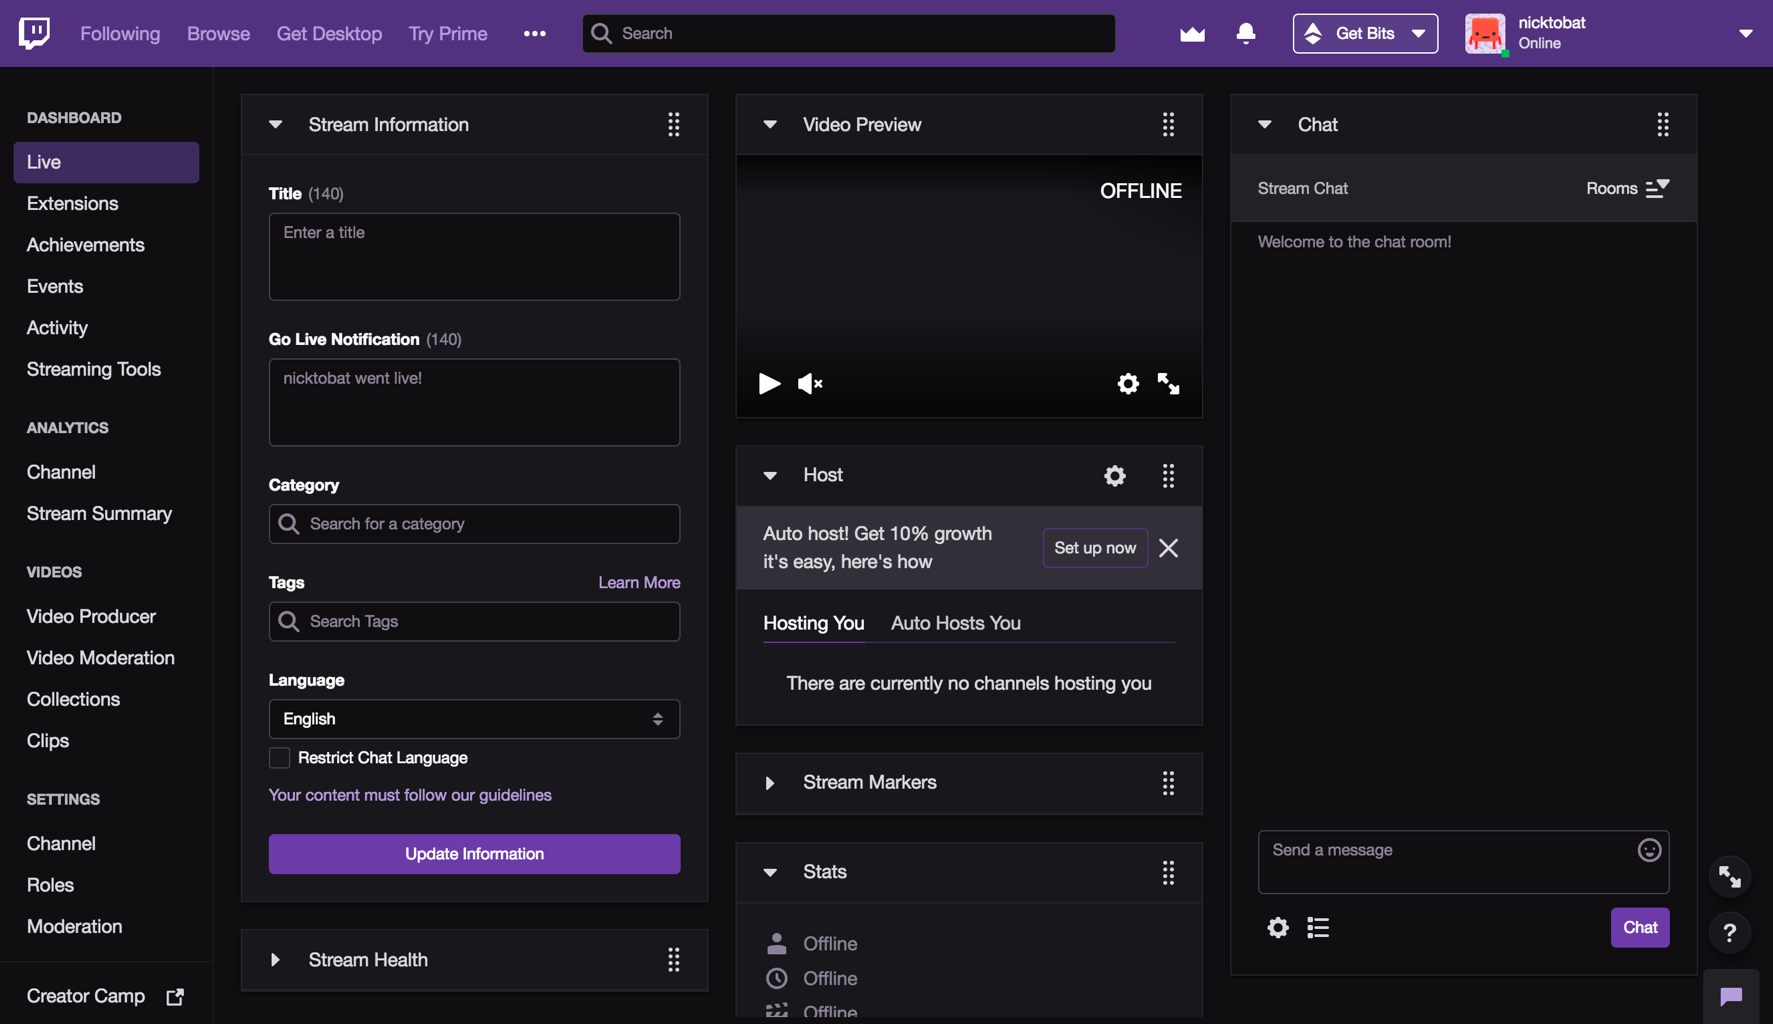 Following
Browse
Get Desktop
Try Prime
Search
Get Bits
nicktobat
Online
DASHBOARD
Live
Extensions
Achievements
Events
Activity
Streaming Tools
ANALYTICS
Channel
Stream Summary
VIDEOS
Video Producer
Video Moderation
Collections
Clips
SETTINGS
Channel
Roles
Moderation
Creator Camp
Stream Information
Title (140)
Enter a title
Go Live Notification (140)
nicktobat went live!
Category
Search for a category
Tags
Learn More
Search Tags
Language
English
Restrict Chat Language
Your content must follow our guidelines
Update Information
Stream Health
Video Preview
OFFLINE
Host
Auto host! Get 10% growth
it's easy, here's how
Set up now
Hosting You
Auto Hosts You
There are currently no channels hosting you
Stream Markers
Stats
Offline
Offline
Offline
Chat
Stream Chat
Rooms
Welcome to the chat room!
Send a message
Chat
?